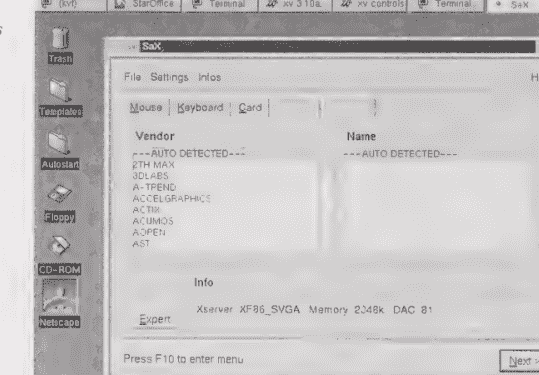 (kvt) StarOffice Terminal xv 3.10a xv controls Terminal SaX
SaX
Trash
File Settings Infos H
Templates
Mouse Keyboard Card
Vendor Name
---AUTO DETECTED--- ---AUTO DETECTED---
2TH MAX
Autostart
3DLABS
A-TREND
ACCELGRAPHICS
ACTIX
Floppy
ACUMOS
AOPEN
AST
CD-ROM
Info
Xserver XF86_SVGA Memory 2048k DAC 81
Expert
Netscape
Press F10 to enter menu Next >